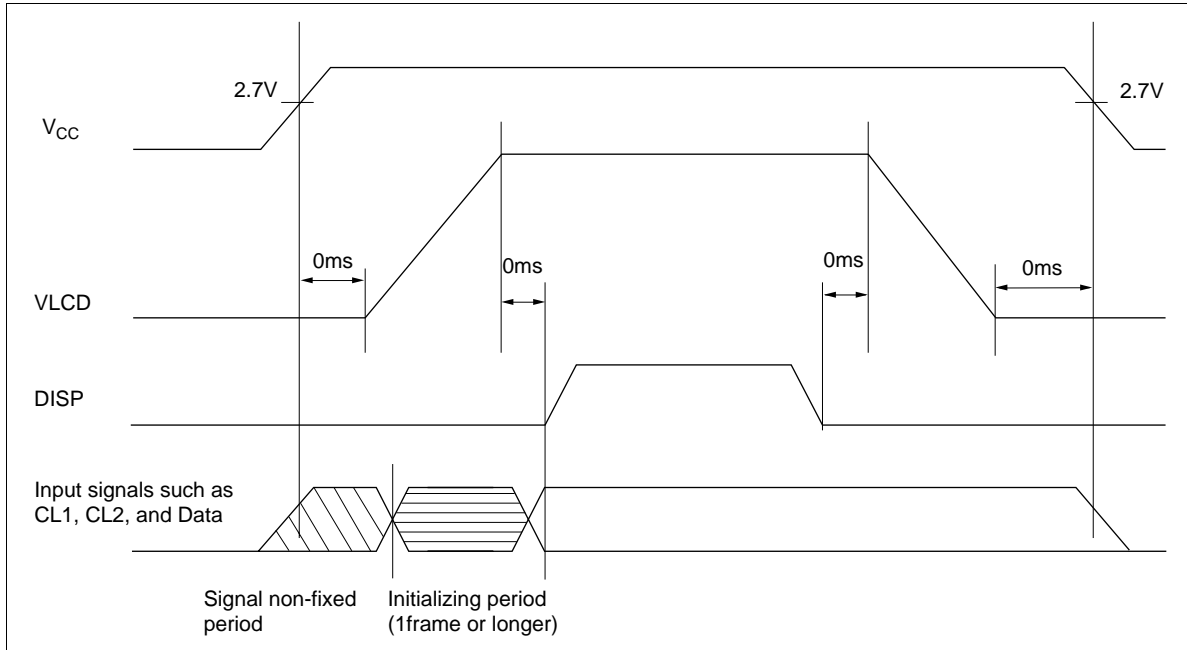 2.7V
2.7V
VCC
0ms
0ms
0ms
0ms
VLCD
DISP
Input signals such as
CL1, CL2, and Data
Signal non-fixed
period
Initializing period
(1frame or longer)